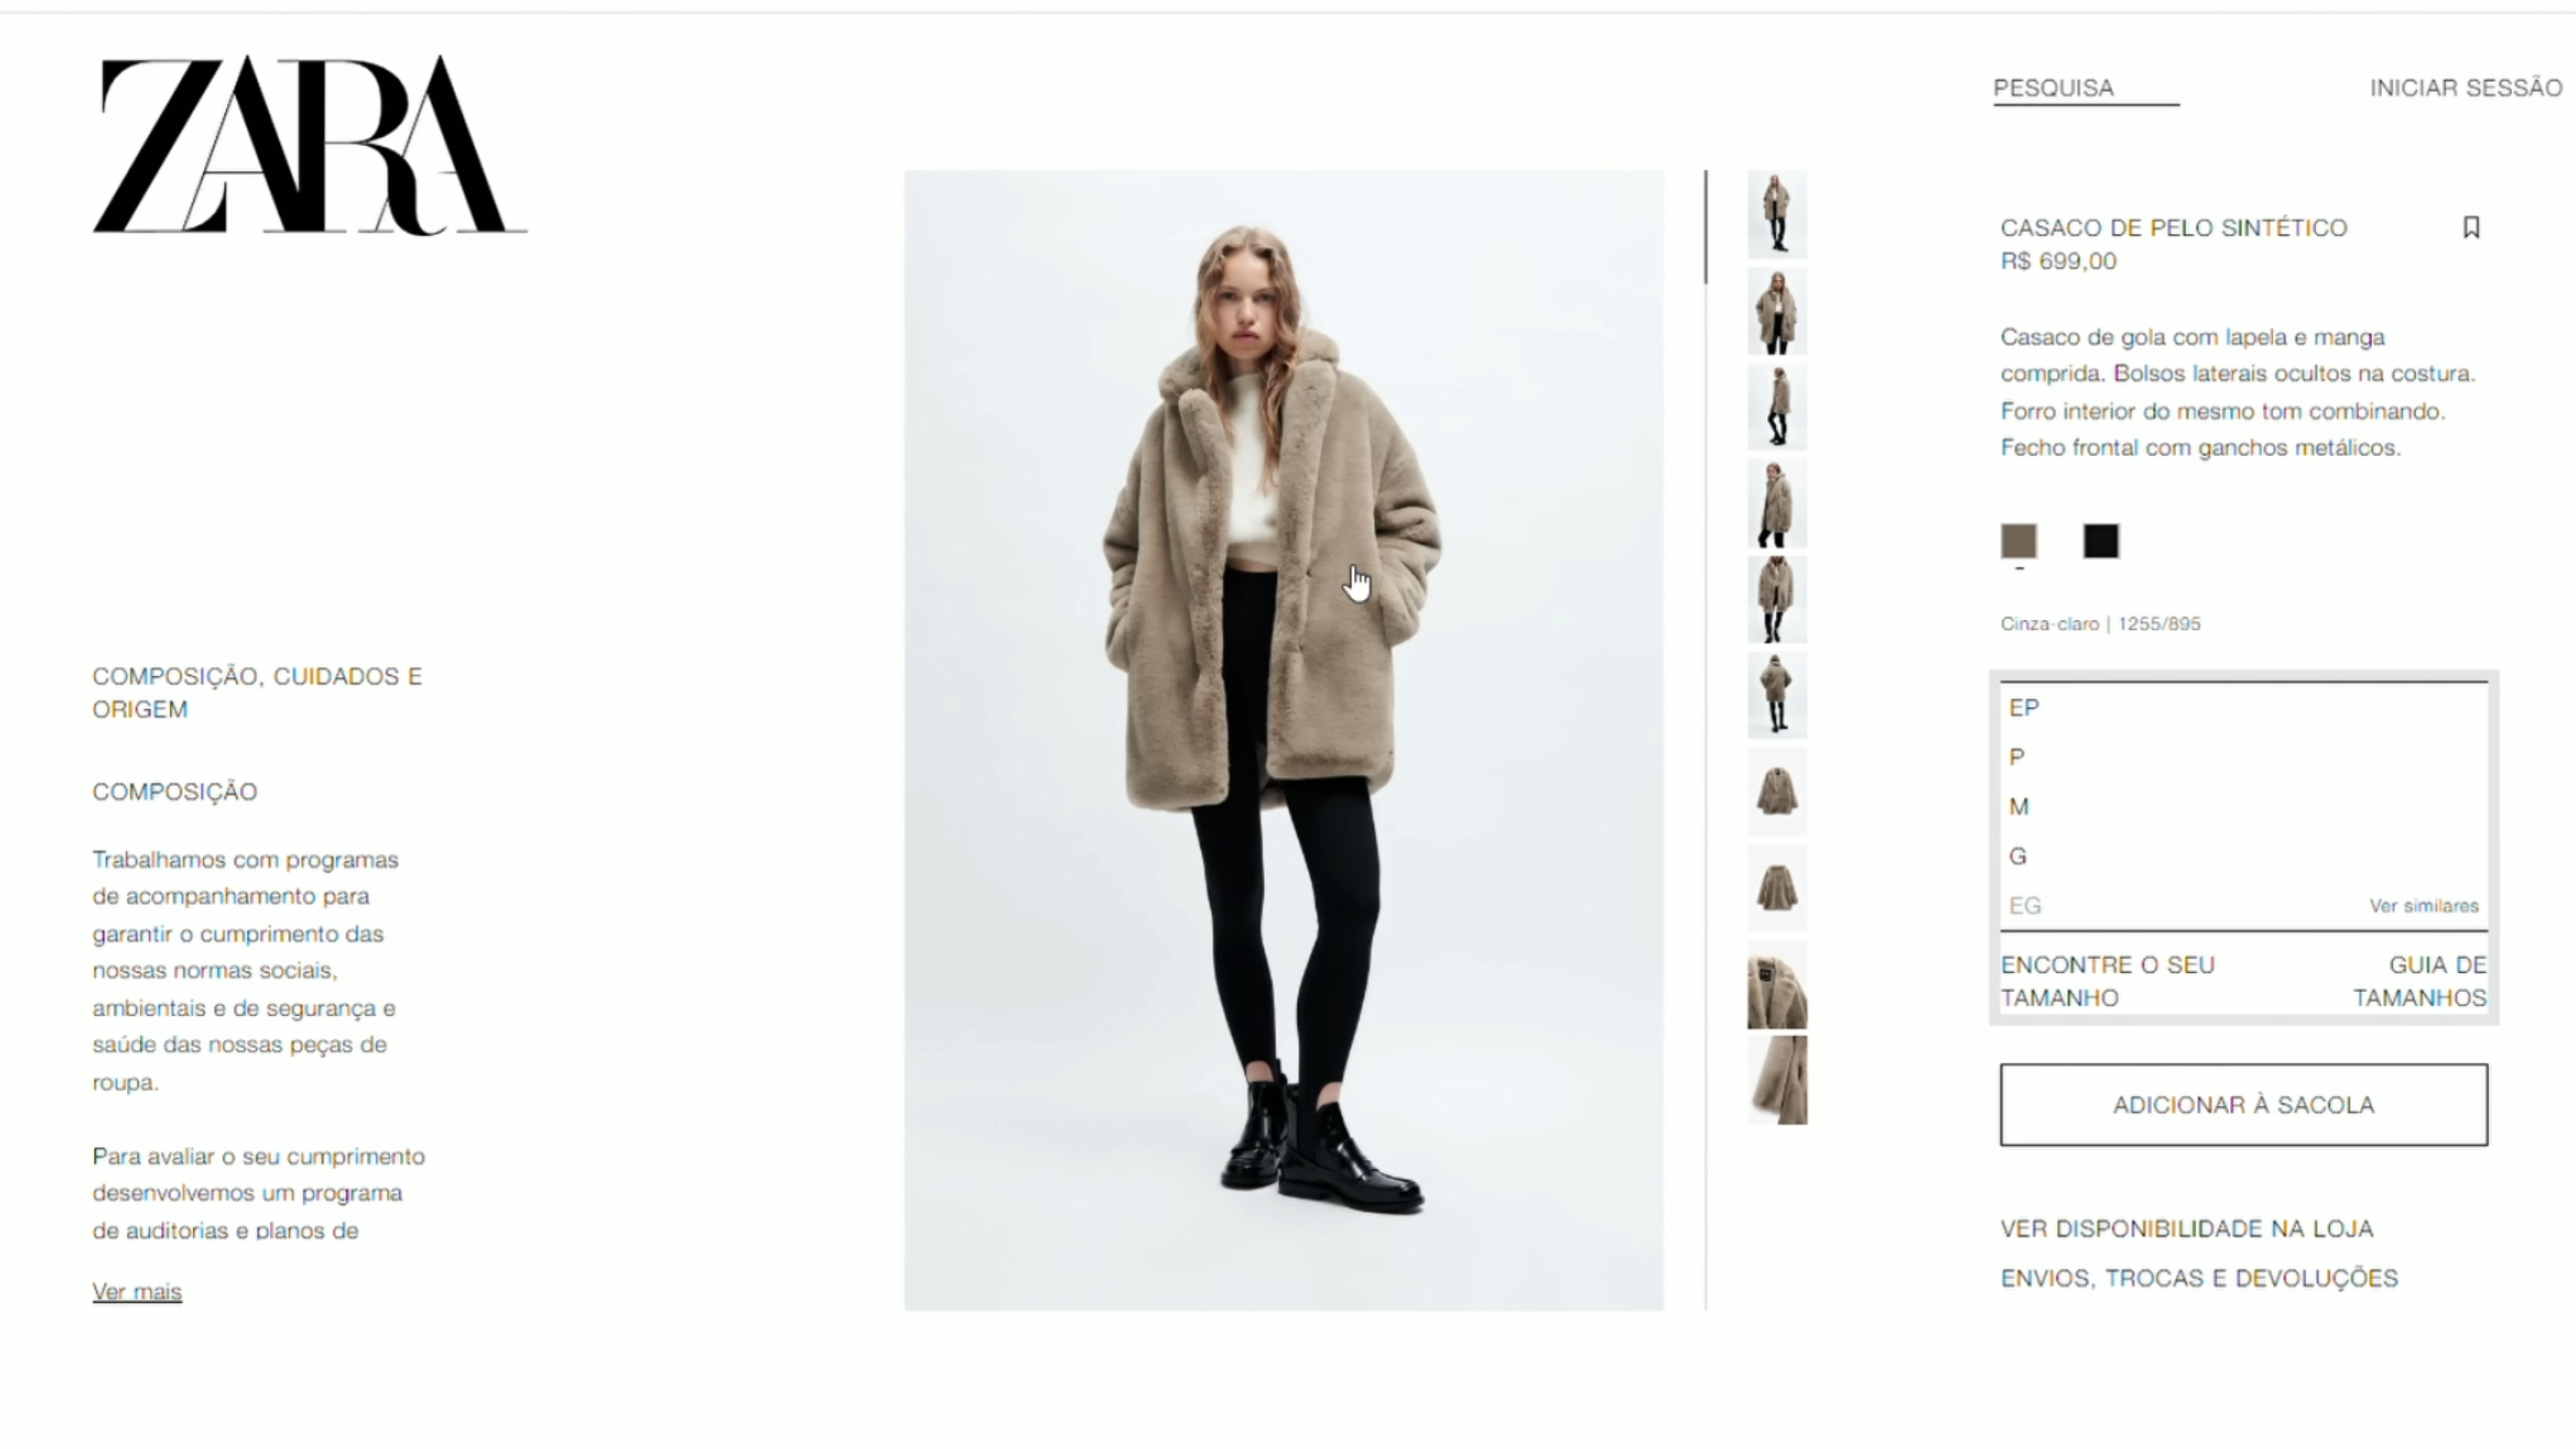 ZARA
PESQUISA
INICIAR SESSÃO
COMPOSIÇÃO, CUIDADOS E
ORIGEM
COMPOSIÇÃO
Trabalhamos com programas
de acompanhamento para
garantir o cumprimento das
nossas normas sociais,
ambientais e de segurança e
saúde das nossas peças de
roupa.
Para avaliar o seu cumprimento
desenvolvemos um programa
de auditorias e planos de
Ver mais
CASACO DE PELO SINTÉTICO
R$ 699,00
Casaco de gola com lapela e manga
comprida. Bolsos laterais ocultos na costura.
Forro interior do mesmo tom combinando.
Fecho frontal com ganchos metálicos.
Cinza-claro | 1255/895
EP
P
M
G
EG
Ver similares
ENCONTRE O SEU
TAMANHO
GUIA DE
TAMANHOS
ADICIONAR À SACOLA
VER DISPONIBILIDADE NA LOJA
ENVIOS, TROCAS E DEVOLUÇÕES